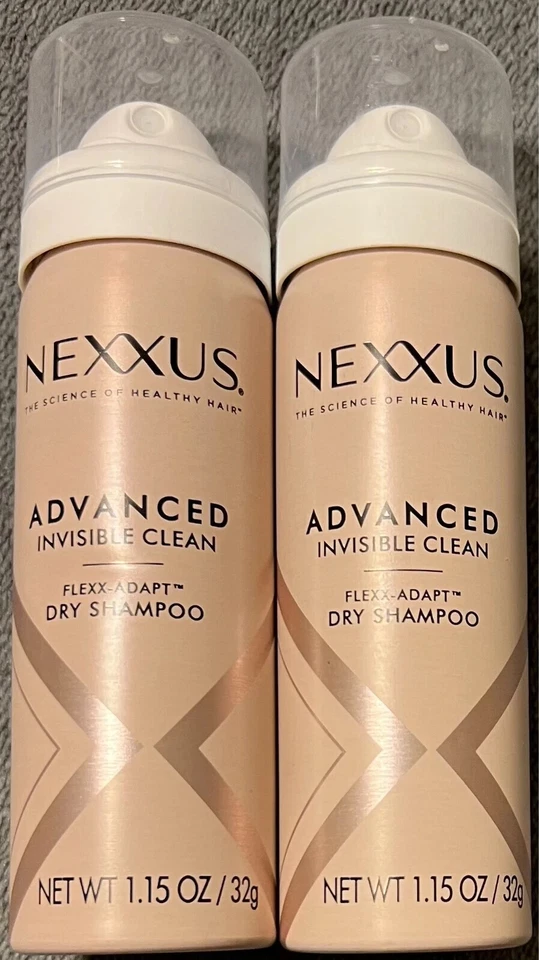 NEXXUS®
THE SCIENCE OF HEALTHY HAIR™
ADVANCED
INVISIBLE CLEAN
FLEXX-ADAPT™
DRY SHAMPOO
NET WT 1.15 OZ / 32g
NEXXUS®
THE SCIENCE OF HEALTHY HAIR™
ADVANCED
INVISIBLE CLEAN
FLEXX-ADAPT™
DRY SHAMPOO
NET WT 1.15 OZ / 32g